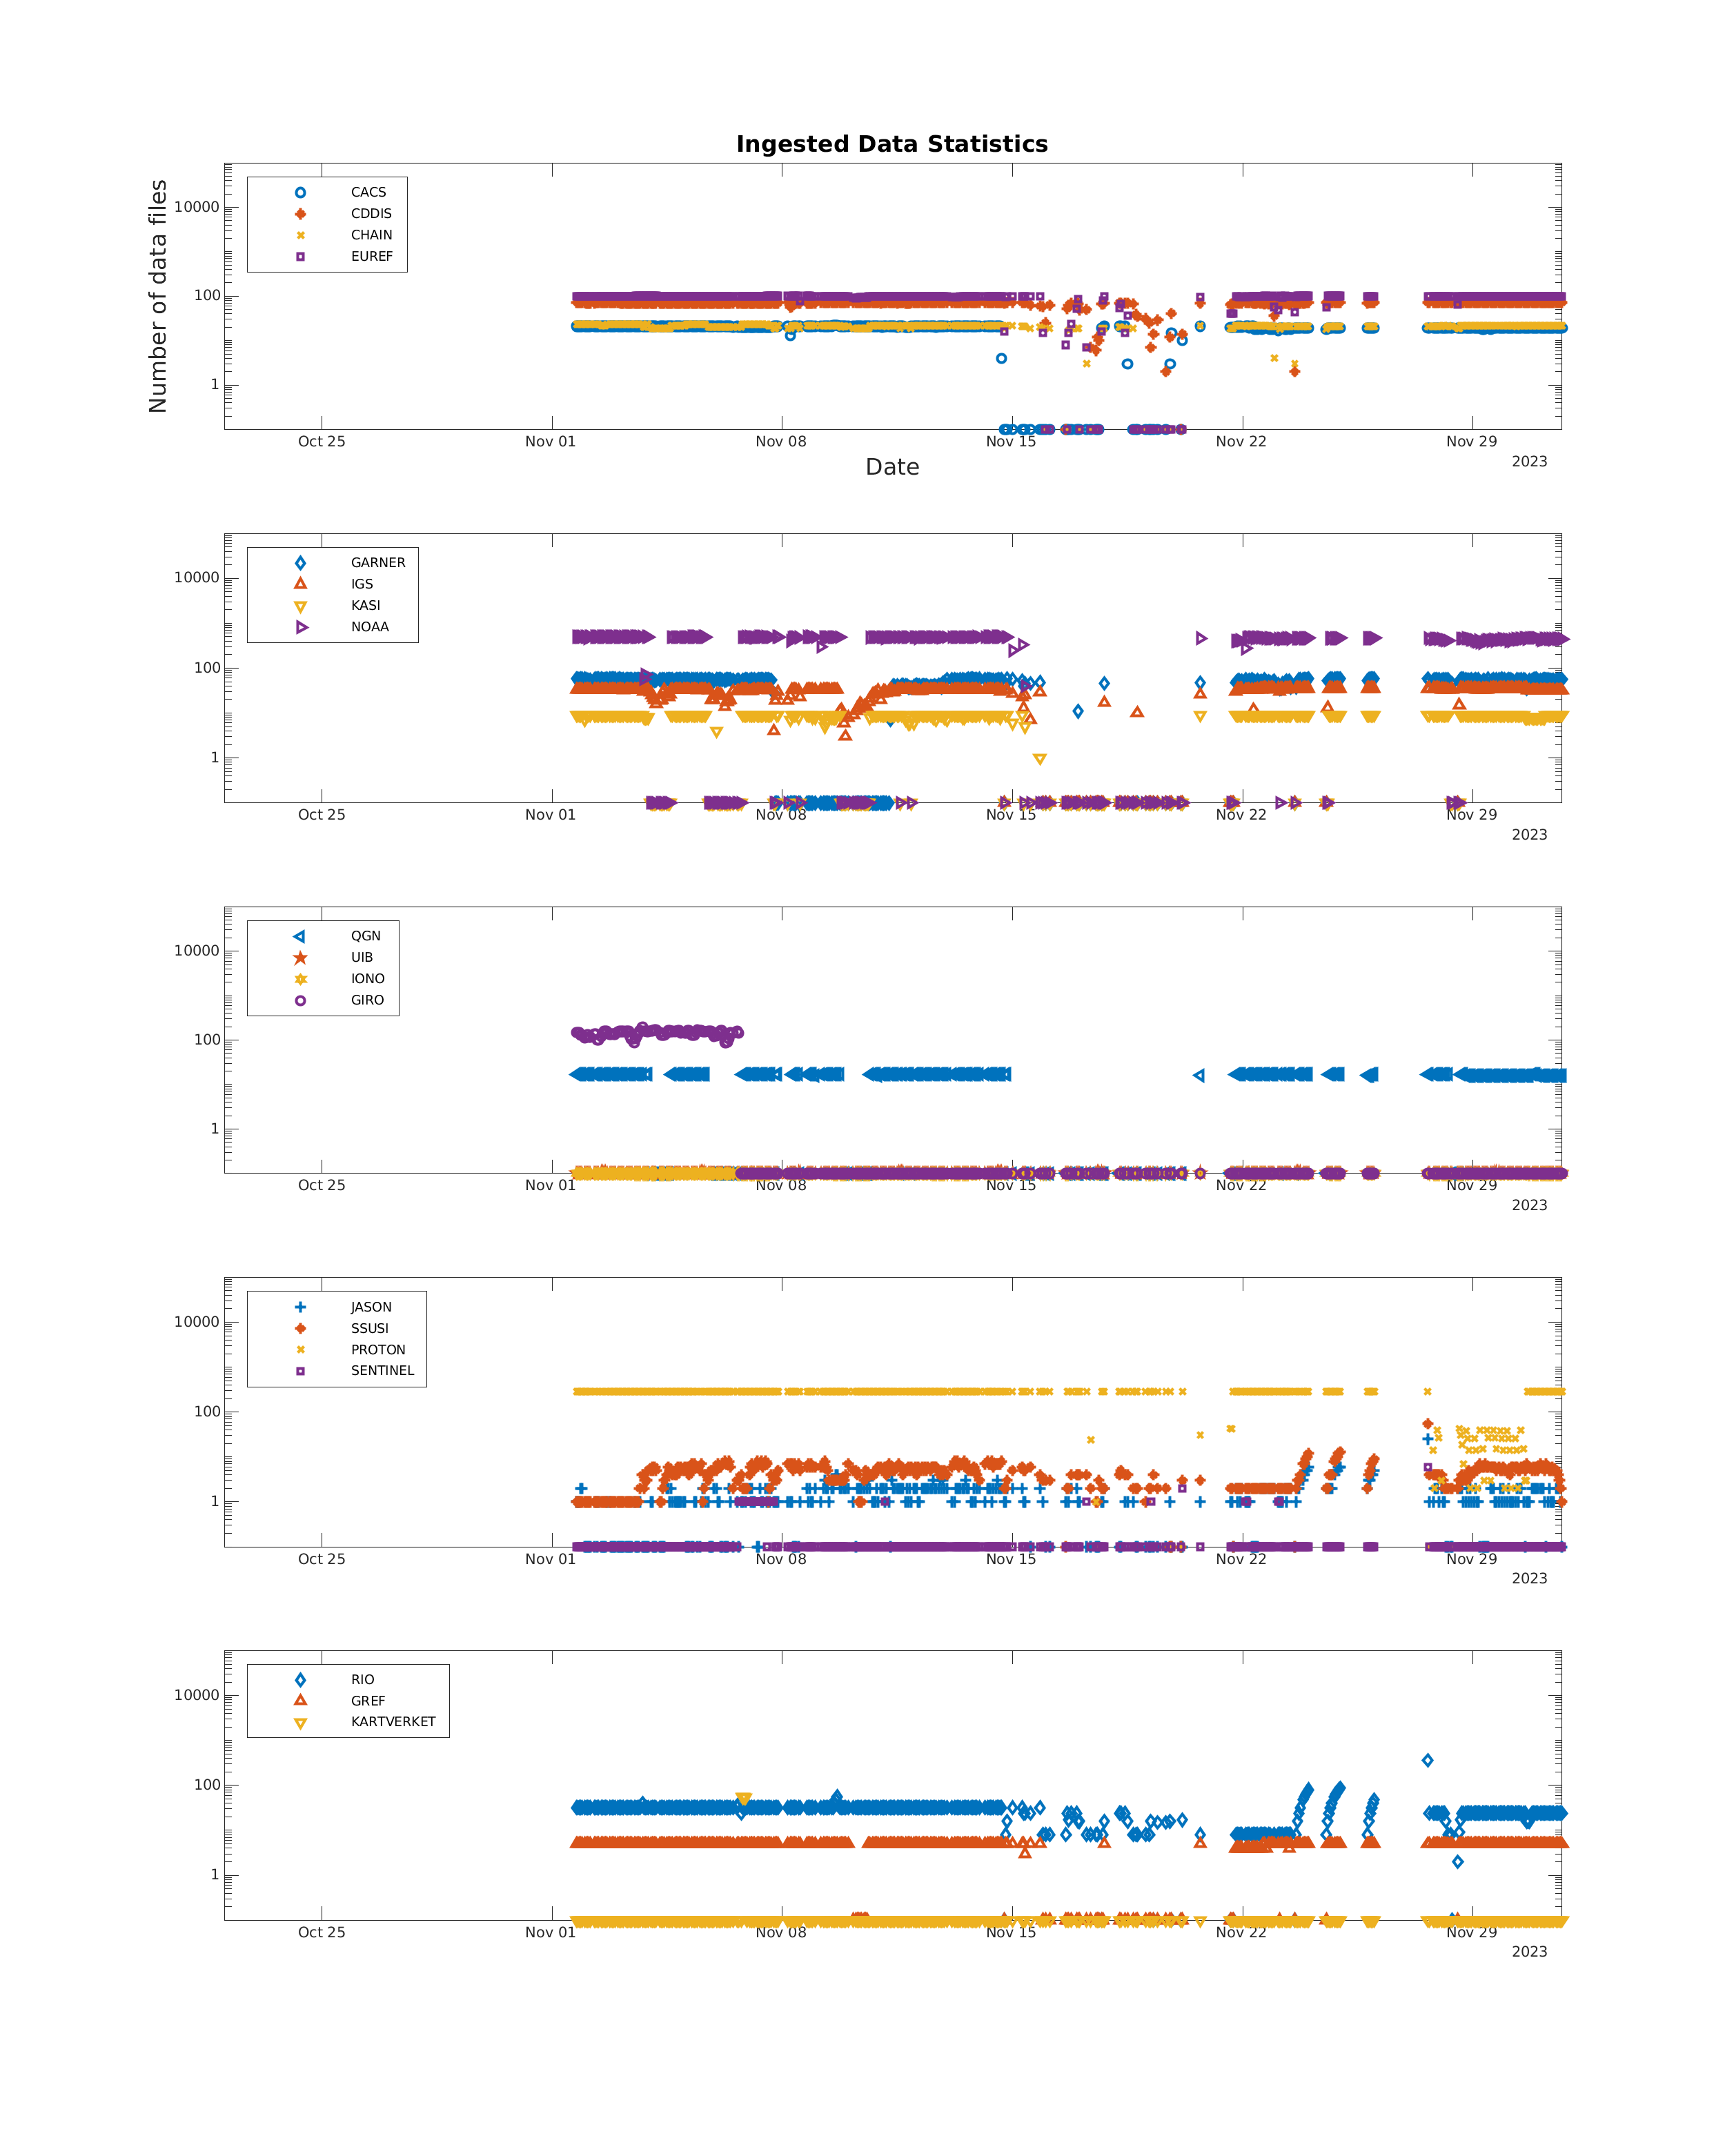 Ingested Data Statistics
Number of data files
10000
100
1
CACS
CDDIS
CHAIN
EUREF
Oct 25 Nov 01 Nov 08 Nov 15 Nov 22 Nov 29
2023
Date
10000
100
1
GARNER
IGS
KASI
NOAA
Oct 25 Nov 01 Nov 08 Nov 15 Nov 22 Nov 29
2023
10000
100
1
QGN
UIB
IONO
GIRO
Oct 25 Nov 01 Nov 08 Nov 15 Nov 22 Nov 29
2023
10000
100
1
JASON
SSUSI
PROTON
SENTINEL
Oct 25 Nov 01 Nov 08 Nov 15 Nov 22 Nov 29
2023
10000
100
1
RIO
GREF
KARTVERKET
Oct 25 Nov 01 Nov 08 Nov 15 Nov 22 Nov 29
2023